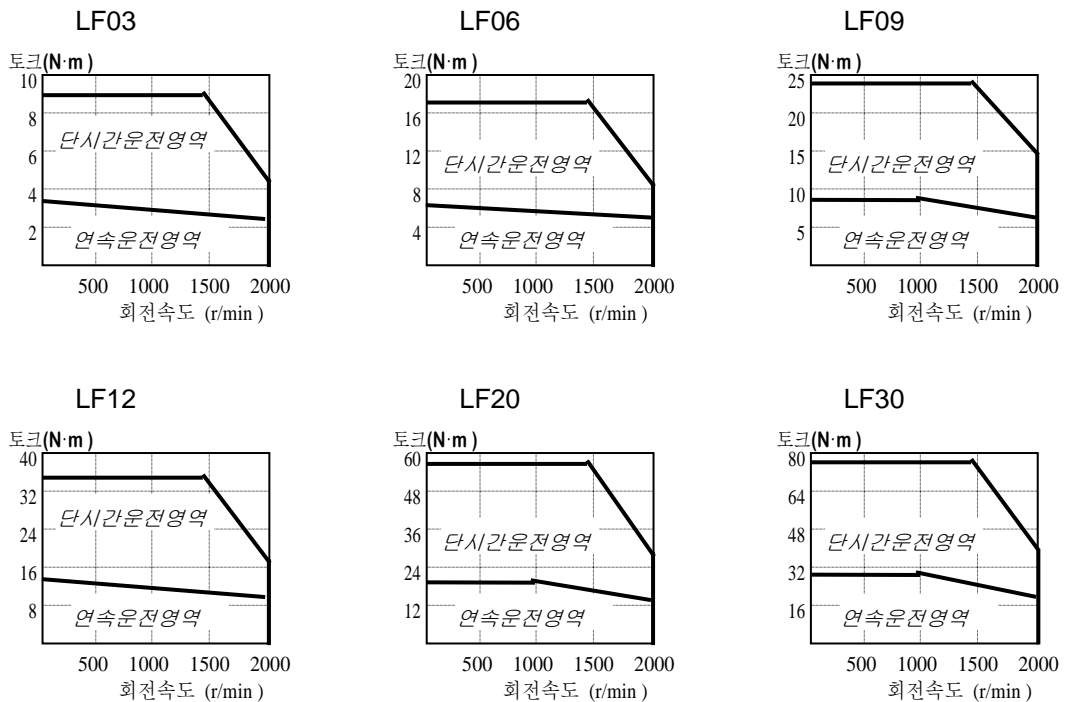 LF03
LF06
LF09
토크(N·m )
10
8
6
4
2
단시간운전영역
연속운전영역
500 1000 1500 2000
회전속도 (r/min )
토크(N·m )
20
16
12
8
4
단시간운전영역
연속운전영역
500 1000 1500 2000
회전속도 (r/min )
토크(N·m )
25
20
15
10
5
단시간운전영역
연속운전영역
500 1000 1500 2000
회전속도 (r/min )
LF12
LF20
LF30
토크(N·m )
40
32
24
16
8
단시간운전영역
연속운전영역
500 1000 1500 2000
회전속도 (r/min )
토크(N·m )
60
48
36
24
12
단시간운전영역
연속운전영역
500 1000 1500 2000
회전속도 (r/min )
토크(N·m )
80
64
48
32
16
단시간운전영역
연속운전영역
500 1000 1500 2000
회전속도 (r/min )